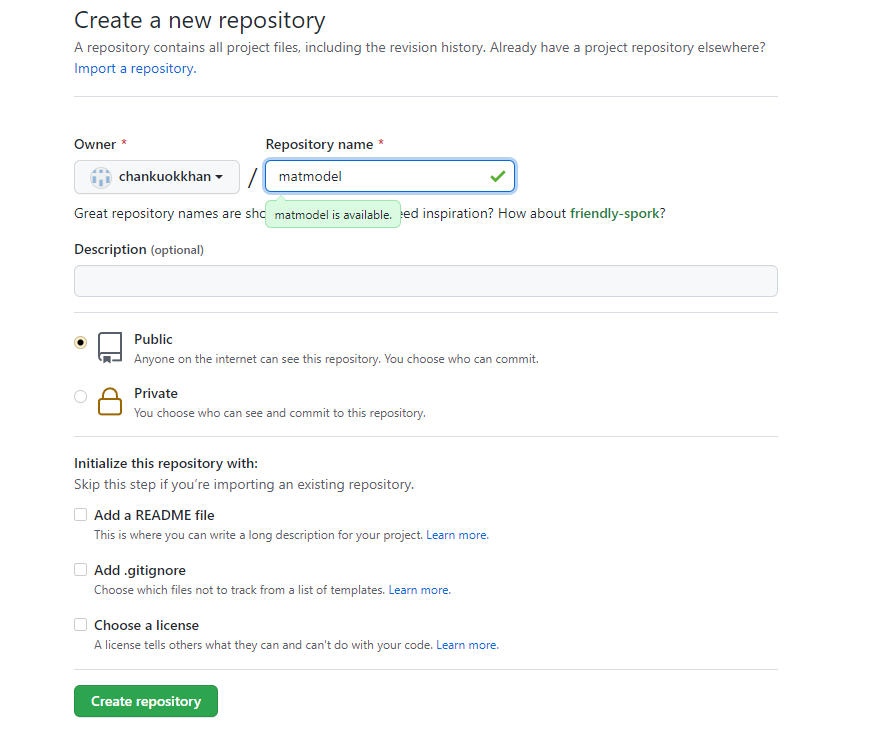 Create a new repository
A repository contains all project files, including the revision history. Already have a project repository elsewhere?
Import a repository.
Owner *
Repository name *
chankuokkhan
/
matmodel
Great repository names are sho
matmodel is available.
eed inspiration? How about friendly-spork?
Description (optional)
Public
Anyone on the internet can see this repository. You choose who can commit.
Private
You choose who can see and commit to this repository.
Initialize this repository with:
Skip this step if you're importing an existing repository.
Add a README file
This is where you can write a long description for your project. Learn more.
Add .gitignore
Choose which files not to track from a list of templates. Learn more.
Choose a license
A license tells others what they can and can't do with your code. Learn more.
Create repository